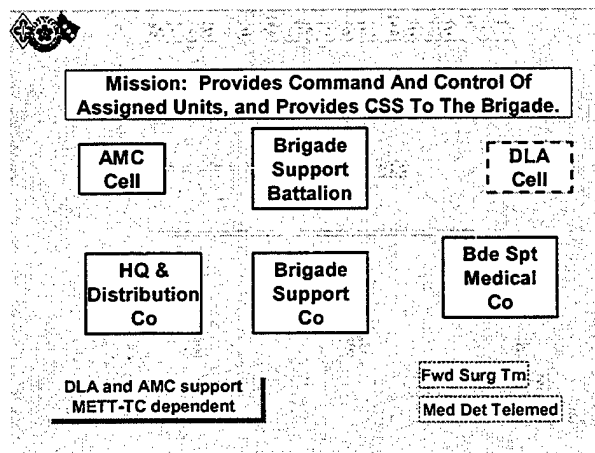 Mission: Provides Command And Control Of
Assigned Units, and Provides CSS To The Brigade.
AMC
Cell
Brigade
Support
Battalion
DLA
Cell
HQ &
Distribution
Co
Brigade
Support
Co
Bde Spt
Medical
Co
DLA and AMC support
METT-TC dependent
Fwd Surg Tm
Med Det Telemed